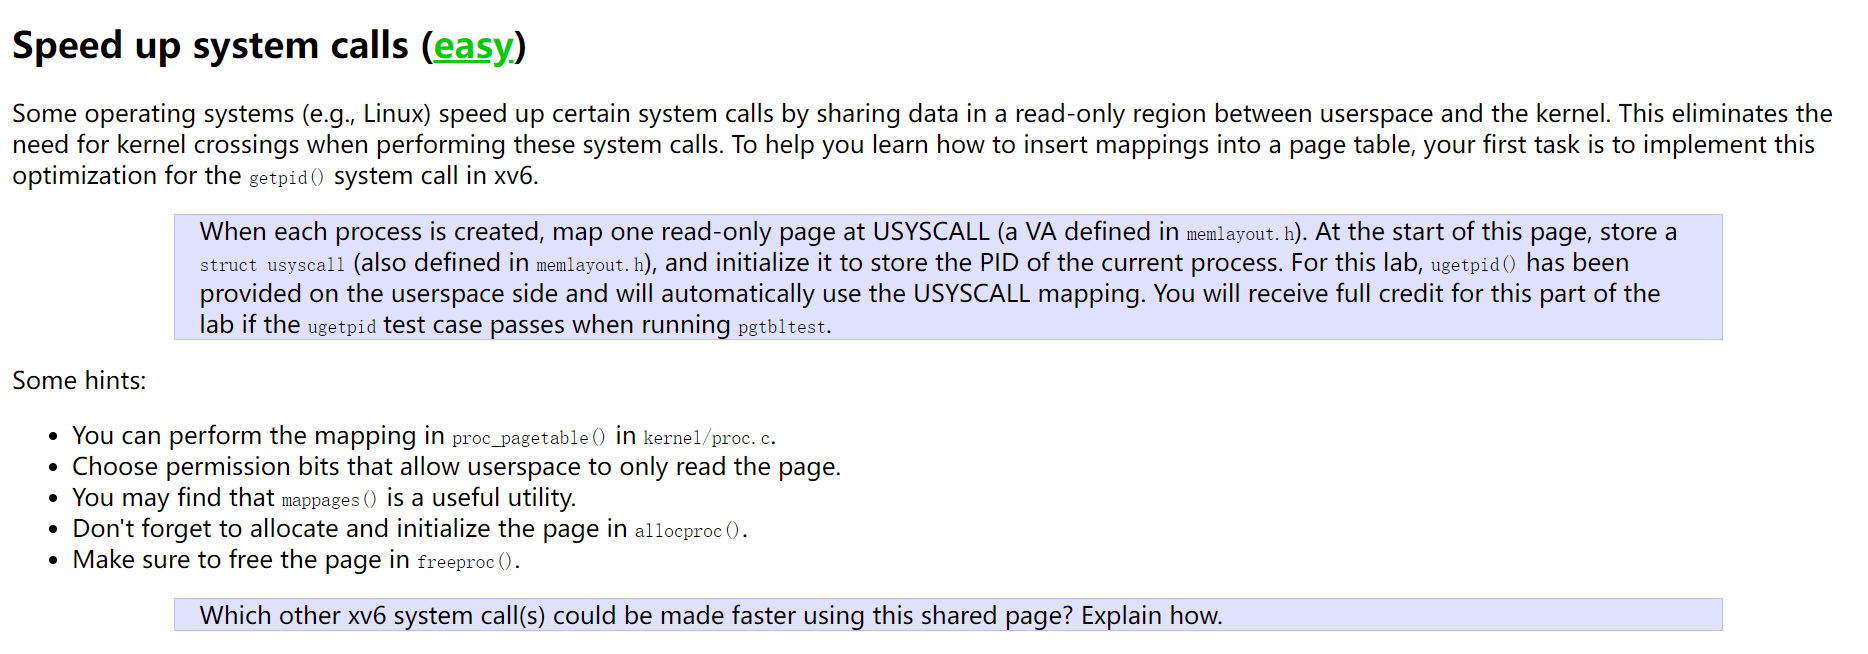 Speed up system calls (easy)
Some operating systems (e.g., Linux) speed up certain system calls by sharing data in a read-only region between userspace and the kernel. This eliminates the
need for kernel crossings when performing these system calls. To help you learn how to insert mappings into a page table, your first task is to implement this
optimization for the getpid() system call in xv6.
When each process is created, map one read-only page at USYSCALL (a VA defined in memlayout.h). At the start of this page, store a
struct usyscall (also defined in memlayout.h), and initialize it to store the PID of the current process. For this lab, ugetpid() has been
provided on the userspace side and will automatically use the USYSCALL mapping. You will receive full credit for this part of the
lab if the ugetpid test case passes when running pgtbltest.
Some hints:
• You can perform the mapping in proc_pagetable() in kernel/proc.c.
• Choose permission bits that allow userspace to only read the page.
• You may find that mappages() is a useful utility.
• Don't forget to allocate and initialize the page in allocproc().
• Make sure to free the page in freeproc().
Which other xv6 system call(s) could be made faster using this shared page? Explain how.